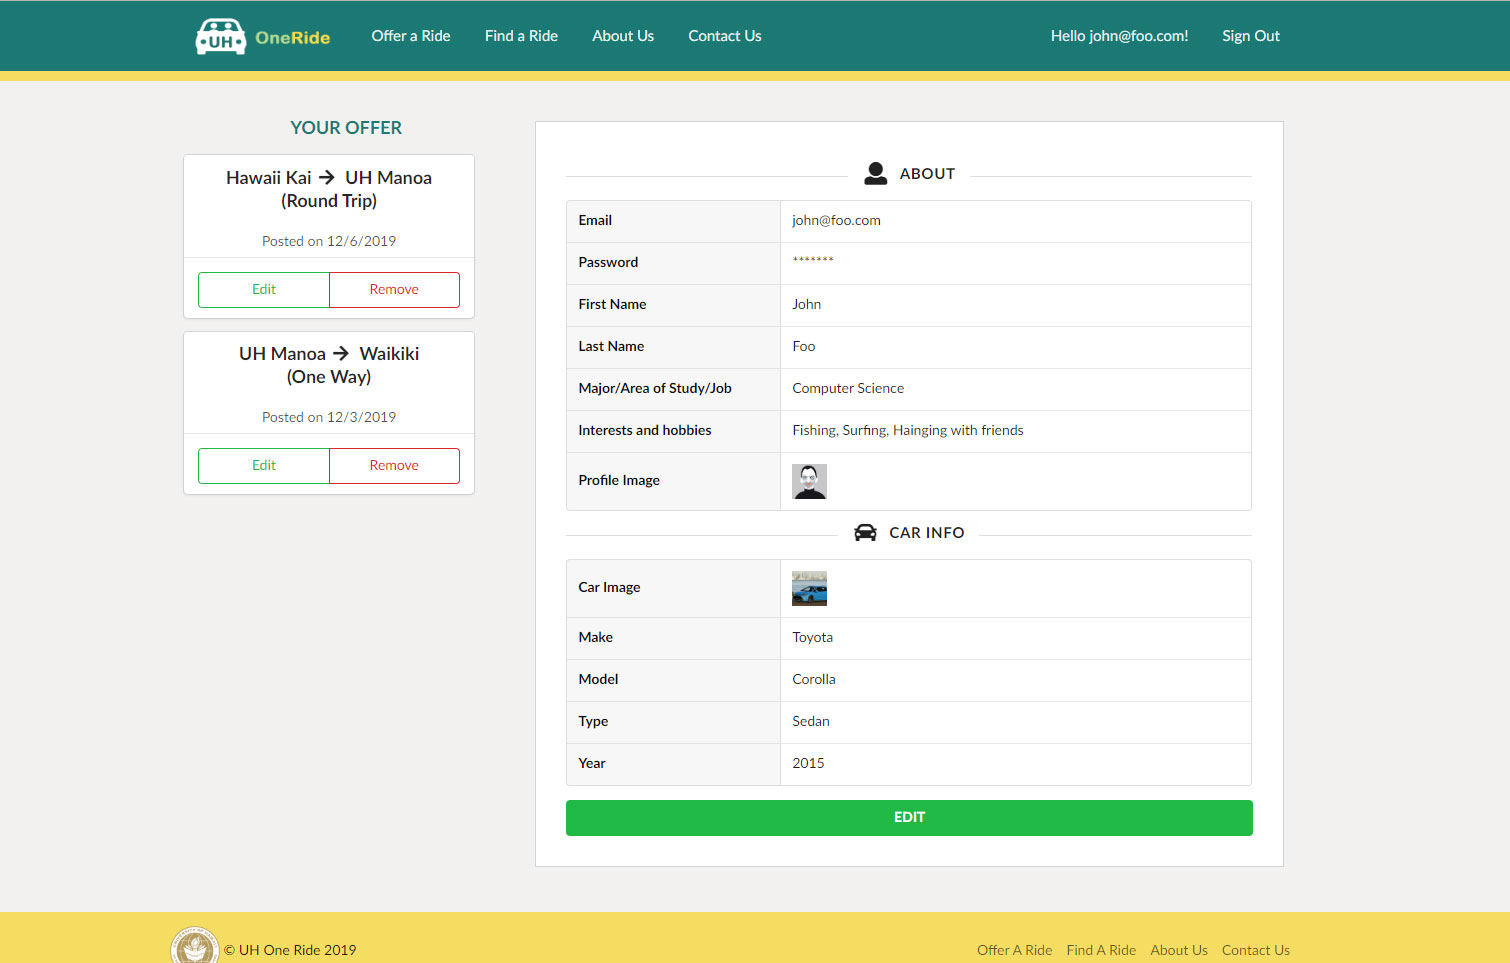 UH OneRide Offer a Ride Find a Ride About Us Contact Us Hello john@foo.com! Sign Out
YOUR OFFER
Hawaii Kai → UH Manoa
(Round Trip)
Posted on 12/6/2019
Edit Remove
UH Manoa → Waikiki
(One Way)
Posted on 12/3/2019
Edit Remove
ABOUT
Email john@foo.com
Password *******
First Name John
Last Name Foo
Major/Area of Study/Job Computer Science
Interests and hobbies Fishing, Surfing, Hainging with friends
Profile Image
CAR INFO
Car Image
Make Toyota
Model Corolla
Type Sedan
Year 2015
EDIT
© UH One Ride 2019 Offer A Ride Find A Ride About Us Contact Us